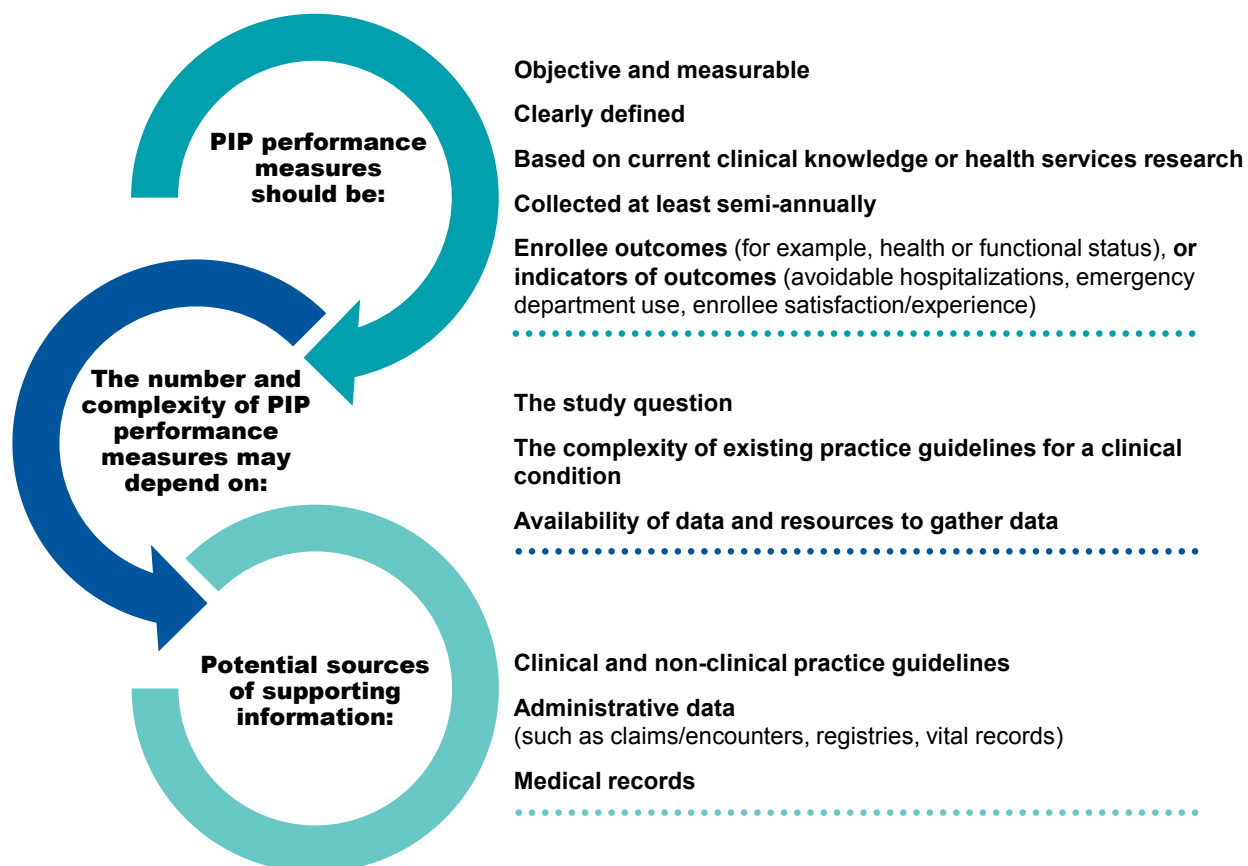 PIP performance
measures
should be:
Objective and measurable
Clearly defined
Based on current clinical knowledge or health services research
Collected at least semi-annually
Enrollee outcomes (for example, health or functional status), or
indicators of outcomes (avoidable hospitalizations, emergency
department use, enrollee satisfaction/experience)
The number and
complexity of PIP
performance
measures may
depend on:
The study question
The complexity of existing practice guidelines for a clinical
condition
Availability of data and resources to gather data
Potential sources
of supporting
information:
Clinical and non-clinical practice guidelines
Administrative data
(such as claims/encounters, registries, vital records)
Medical records